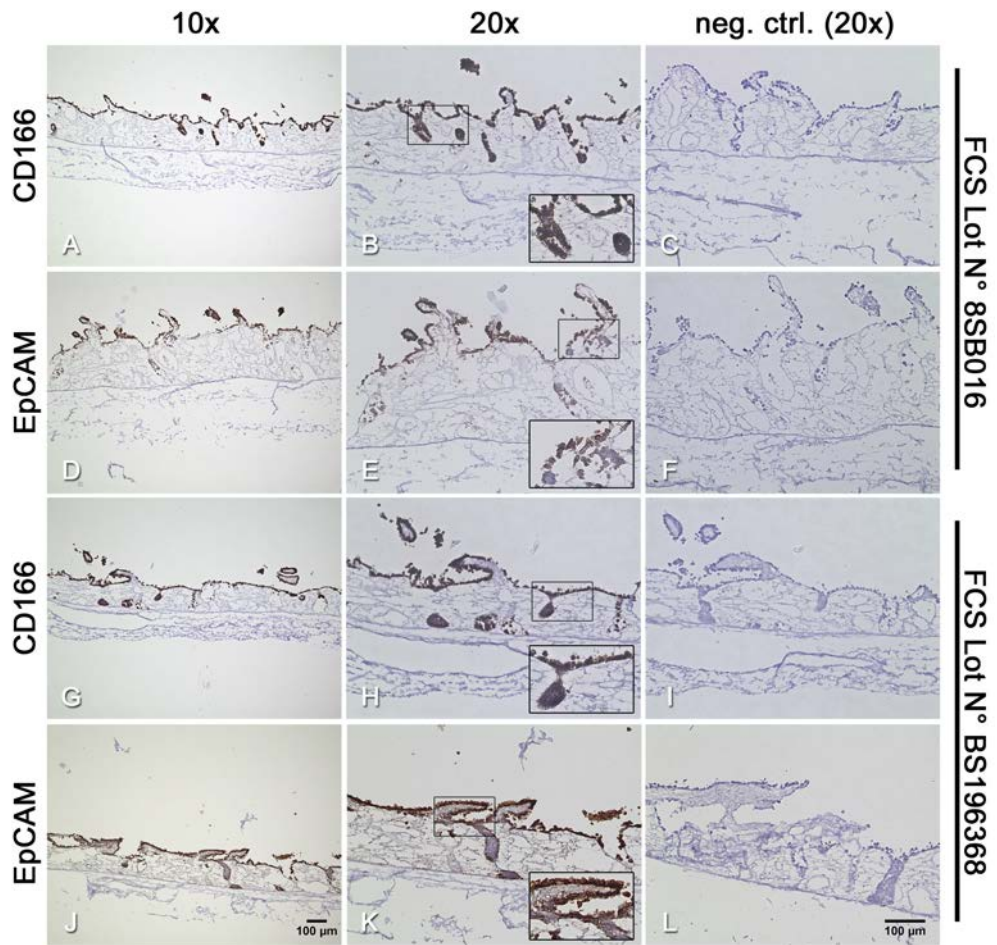 10x 20x neg. ctrl. (20x)
CD166
A B C
EpCAM
D E F
FCS Lot N° 8SB016
CD166
G H I
EpCAM
J 100 µm K L 100 µm
FCS Lot N° BS196368